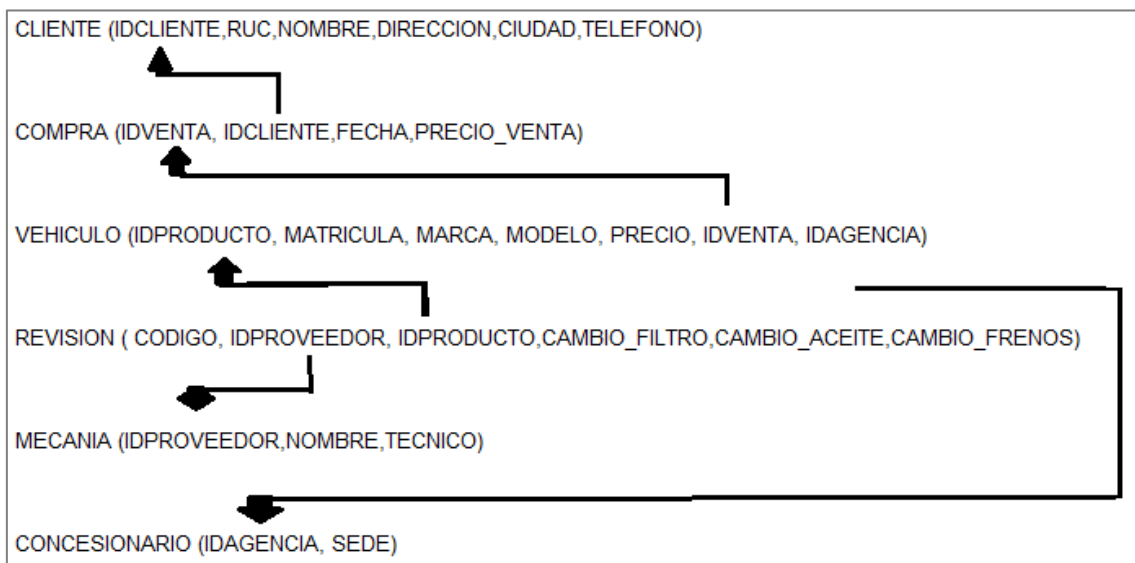 CLIENTE (IDCLIENTE,RUC,NOMBRE,DIRECCION,CIUDAD,TELEFONO)
COMPRA (IDVENTA, IDCLIENTE,FECHA,PRECIO_VENTA)
VEHICULO (IDPRODUCTO, MATRICULA, MARCA, MODELO, PRECIO, IDVENTA, IDAGENCIA)
REVISION ( CODIGO, IDPROVEEDOR, IDPRODUCTO,CAMBIO_FILTRO,CAMBIO_ACEITE,CAMBIO_FRENOS)
MECANIA (IDPROVEEDOR,NOMBRE,TECNICO)
CONCESIONARIO (IDAGENCIA, SEDE)